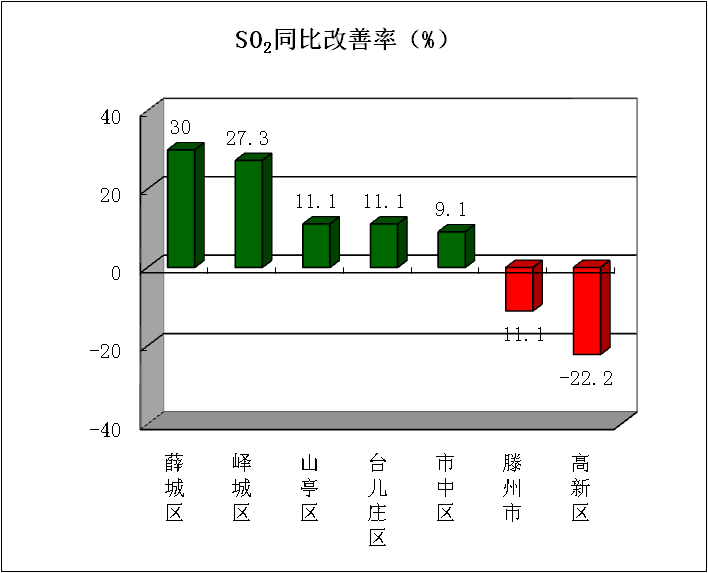 SO₂同比改善率（%）
40
20
0
-20
-40
30
27.3
11.1
11.1
9.1
11.1
-22.2
薛城区
峄城区
山亭区
台儿庄区
市中区
滕州市
高新区